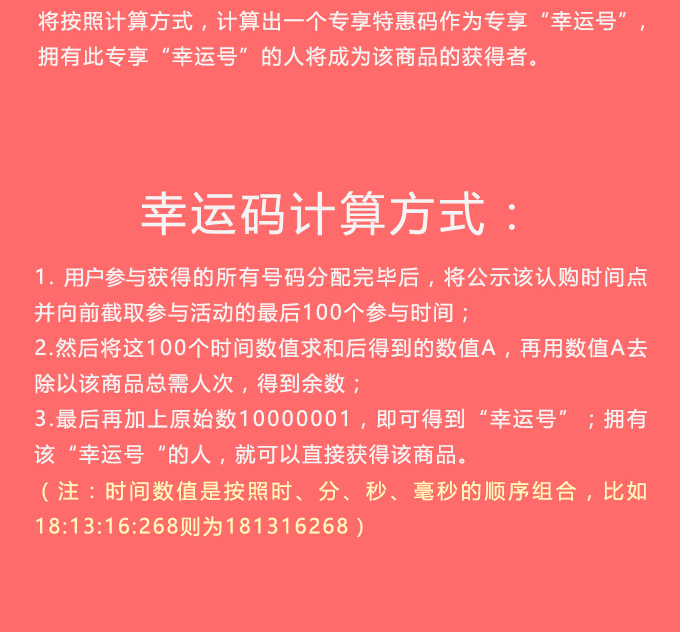 将按照计算方式，计算出一个专享特惠码作为专享“幸运号”，
拥有此专享“幸运号”的人将成为该商品的获得者。
幸运码计算方式：
1. 用户参与获得的所有号码分配完毕后，将公示该认购时间点
并向前截取参与活动的最后100个参与时间；
2.然后将这100个时间数值求和后得到的数值A，再用数值A去
除以该商品总需人次，得到余数；
3.最后再加上原始数10000001，即可得到“幸运号”；拥有
该“幸运号“的人，就可以直接获得该商品。
（注：时间数值是按照时、分、秒、毫秒的顺序组合，比如
18:13:16:268则为181316268）